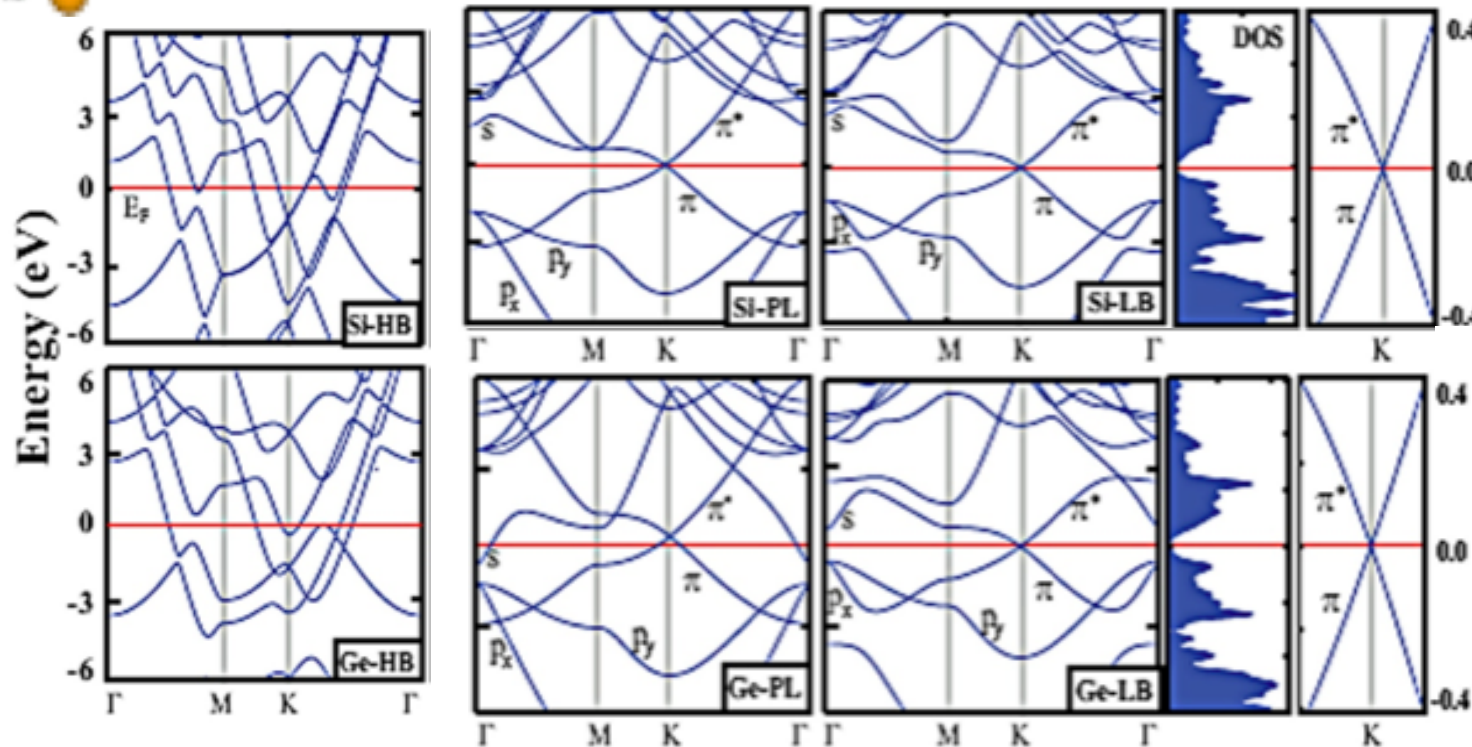 Energy (eV)
6
3
0
-3
-6
E_F
Si-HB
s
π*
π
p_y
p_x
Si-PL
Γ M K Γ
s
π*
π
p_x
p_y
Si-LB
Γ M K Γ
DOS
π*
π
0.4
0.0
-0.4
K
6
3
0
-3
-6
Ge-HB
Γ M K Γ
s
π*
π
p_x
p_y
Ge-PL
Γ M K Γ
s
π*
π
p_x
p_y
Ge-LB
Γ M K Γ
π*
π
0.4
0.0
-0.4
K